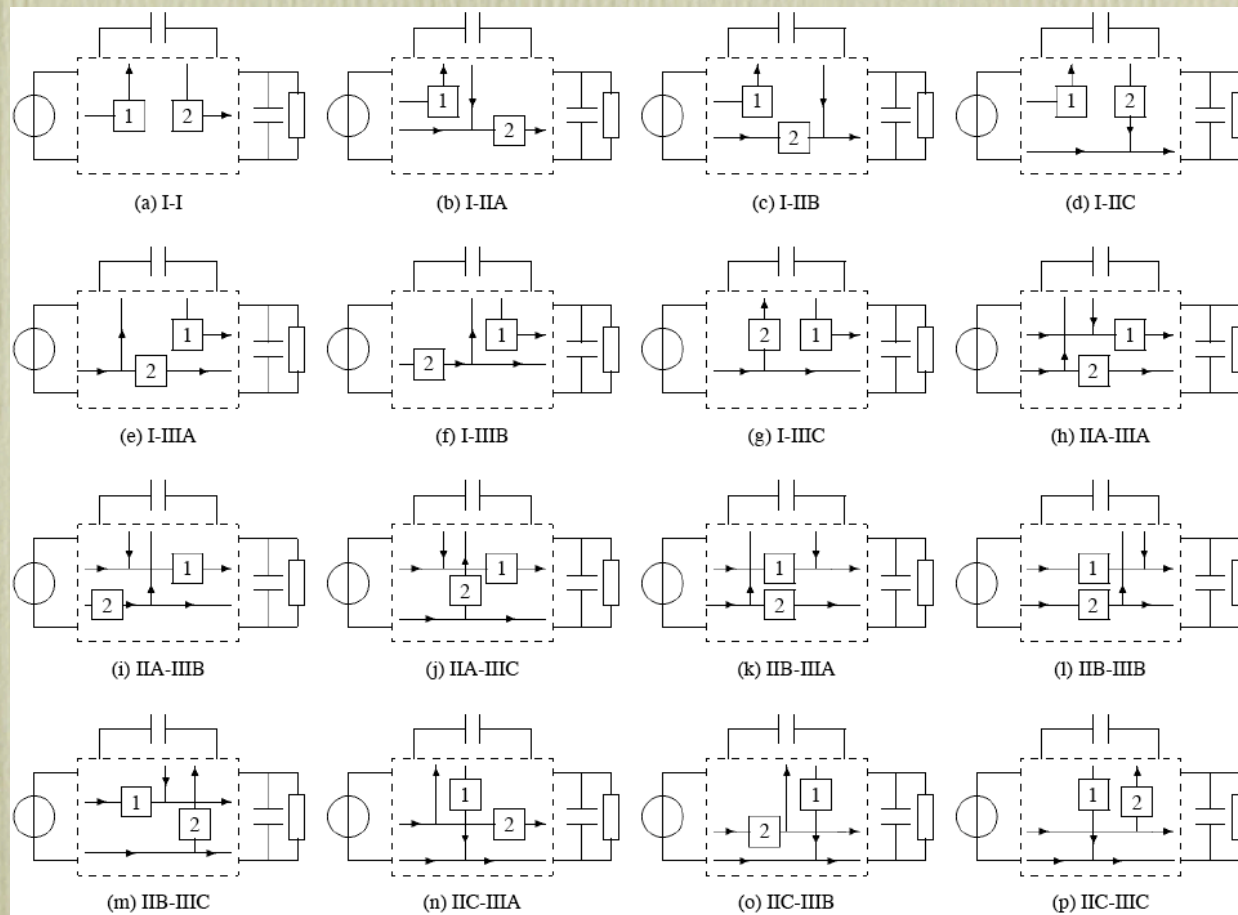 1 2
1 2
1 2
1 2
(a) I-I
(b) I-IIA
(c) I-IIB
(d) I-IIC
1 2
1 2
2 1
1 2
(e) I-IIIA
(f) I-IIIB
(g) I-IIIC
(h) IIA-IIIA
1 2
1 2
1 2
1 2
(i) IIA-IIIB
(j) IIA-IIIC
(k) IIB-IIIA
(l) IIB-IIIB
1 2
1 2
1 2
1 2
(m) IIB-IIIC
(n) IIC-IIIA
(o) IIC-IIIB
(p) IIC-IIIC